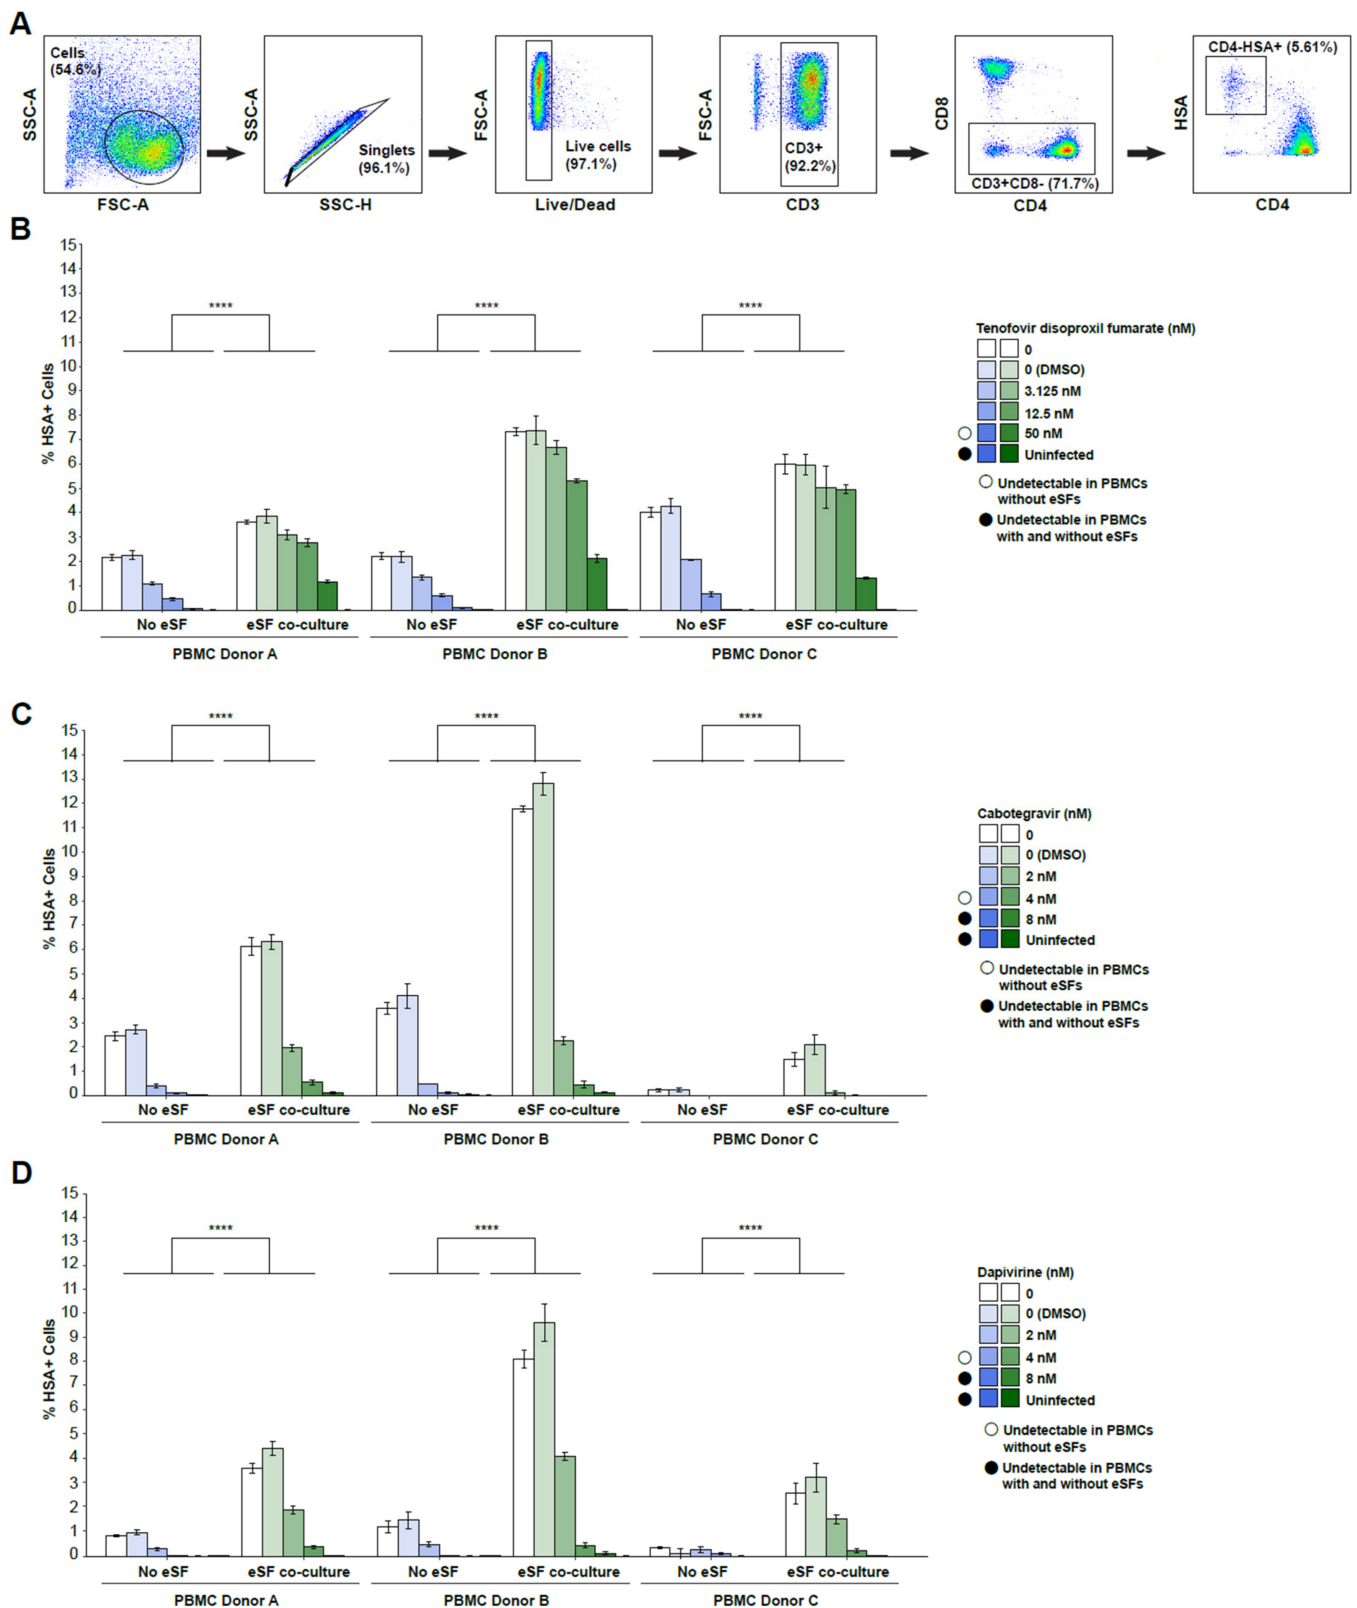 A
Cells
(54.6%)
SSC-A
FSC-A
SSC-A
Singlets
(96.1%)
SSC-H
FSC-A
Live cells
(97.1%)
Live/Dead
FSC-A
CD3+
(92.2%)
CD3
CD8
CD3+CD8- (71.7%)
CD4
CD4-HSA+ (5.61%)
HSA
CD4
B
15
14
13
12
11
10
9
8
7
6
5
4
3
2
1
0
% HSA+ Cells
**** **** ****
No eSF eSF co-culture No eSF eSF co-culture No eSF eSF co-culture
PBMC Donor A PBMC Donor B PBMC Donor C
Tenofovir disoproxil fumarate (nM)
0
0 (DMSO)
3.125 nM
12.5 nM
50 nM
Uninfected
Undetectable in PBMCs
without eSFs
Undetectable in PBMCs
with and without eSFs
C
15
14
13
12
11
10
9
8
7
6
5
4
3
2
1
0
% HSA+ Cells
**** **** ****
No eSF eSF co-culture No eSF eSF co-culture No eSF eSF co-culture
PBMC Donor A PBMC Donor B PBMC Donor C
Cabotegravir (nM)
0
0 (DMSO)
2 nM
4 nM
8 nM
Uninfected
Undetectable in PBMCs
without eSFs
Undetectable in PBMCs
with and without eSFs
D
15
14
13
12
11
10
9
8
7
6
5
4
3
2
1
0
% HSA+ Cells
**** **** ****
No eSF eSF co-culture No eSF eSF co-culture No eSF eSF co-culture
PBMC Donor A PBMC Donor B PBMC Donor C
Dapivirine (nM)
0
0 (DMSO)
2 nM
4 nM
8 nM
Uninfected
Undetectable in PBMCs
without eSFs
Undetectable in PBMCs
with and without eSFs